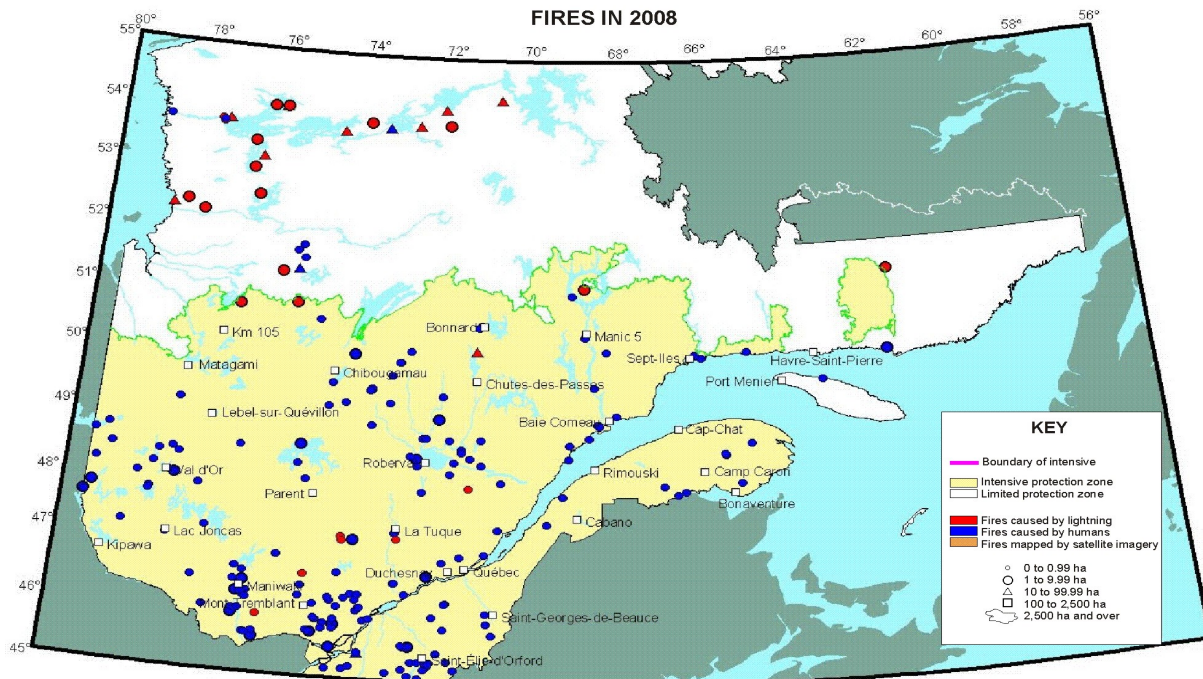 FIRES IN 2008
80°
78°
76°
74°
72°
70°
68°
66°
64°
62°
60°
58°
56°
55°
54°
53°
52°
51°
50°
49°
48°
47°
46°
45°
Km 105
Bonnard
Manic 5
Matagami
Chibougamau
Chutes-des-Passes
Sept-Iles
Havre-Saint-Pierre
Port Menier
Lebel-sur-Quévillon
Baie Comeau
Cap-Chat
Val d'Or
Roberval
Rimouski
Camp Caron
Parent
Bonaventure
Lac Joncas
La Tuque
Cabano
Kipawa
Duchesnay
Québec
Maniwaki
Mont-Tremblant
Saint-Georges-de-Beauce
Saint-Élie-d'Orford
KEY
Boundary of intensive
Intensive protection zone
Limited protection zone
Fires caused by lightning
Fires caused by humans
Fires mapped by satellite imagery
0 to 0.99 ha
1 to 9.99 ha
10 to 99.99 ha
100 to 2,500 ha
2,500 ha and over